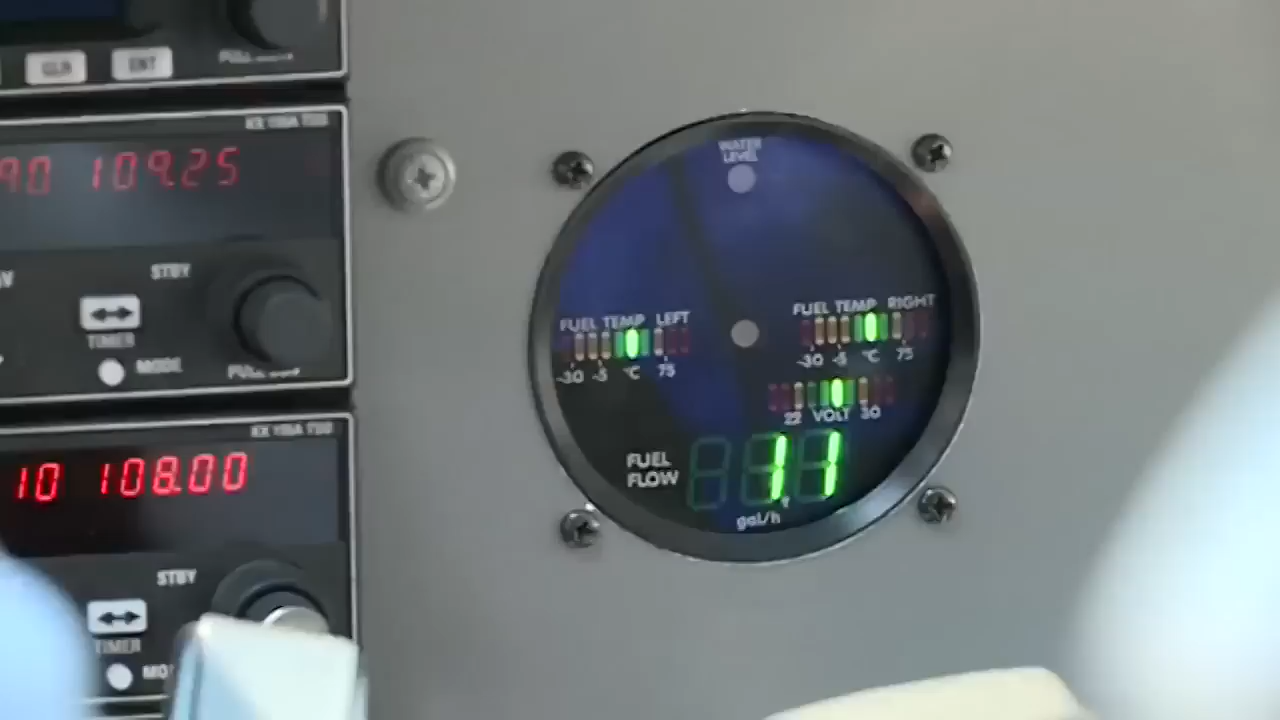 CLR ENT
KX 155A TSO
90 109.25
STBY
TIMER
MODE
KX 155A TSO
10 108.00
STBY
TIMER
MO
WATER
LEVEL
FUEL TEMP LEFT
-30 -5 °C 75
FUEL TEMP RIGHT
-30 -5 °C 75
22 VOLT 30
FUEL
FLOW
11
gal/h